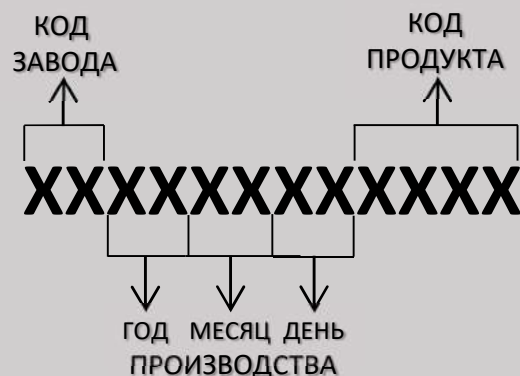 КОД
ЗАВОДА
КОД
ПРОДУКТА
XXXXXXXXXXXX
ГОД МЕСЯЦ ДЕНЬ
ПРОИЗВОДСТВА